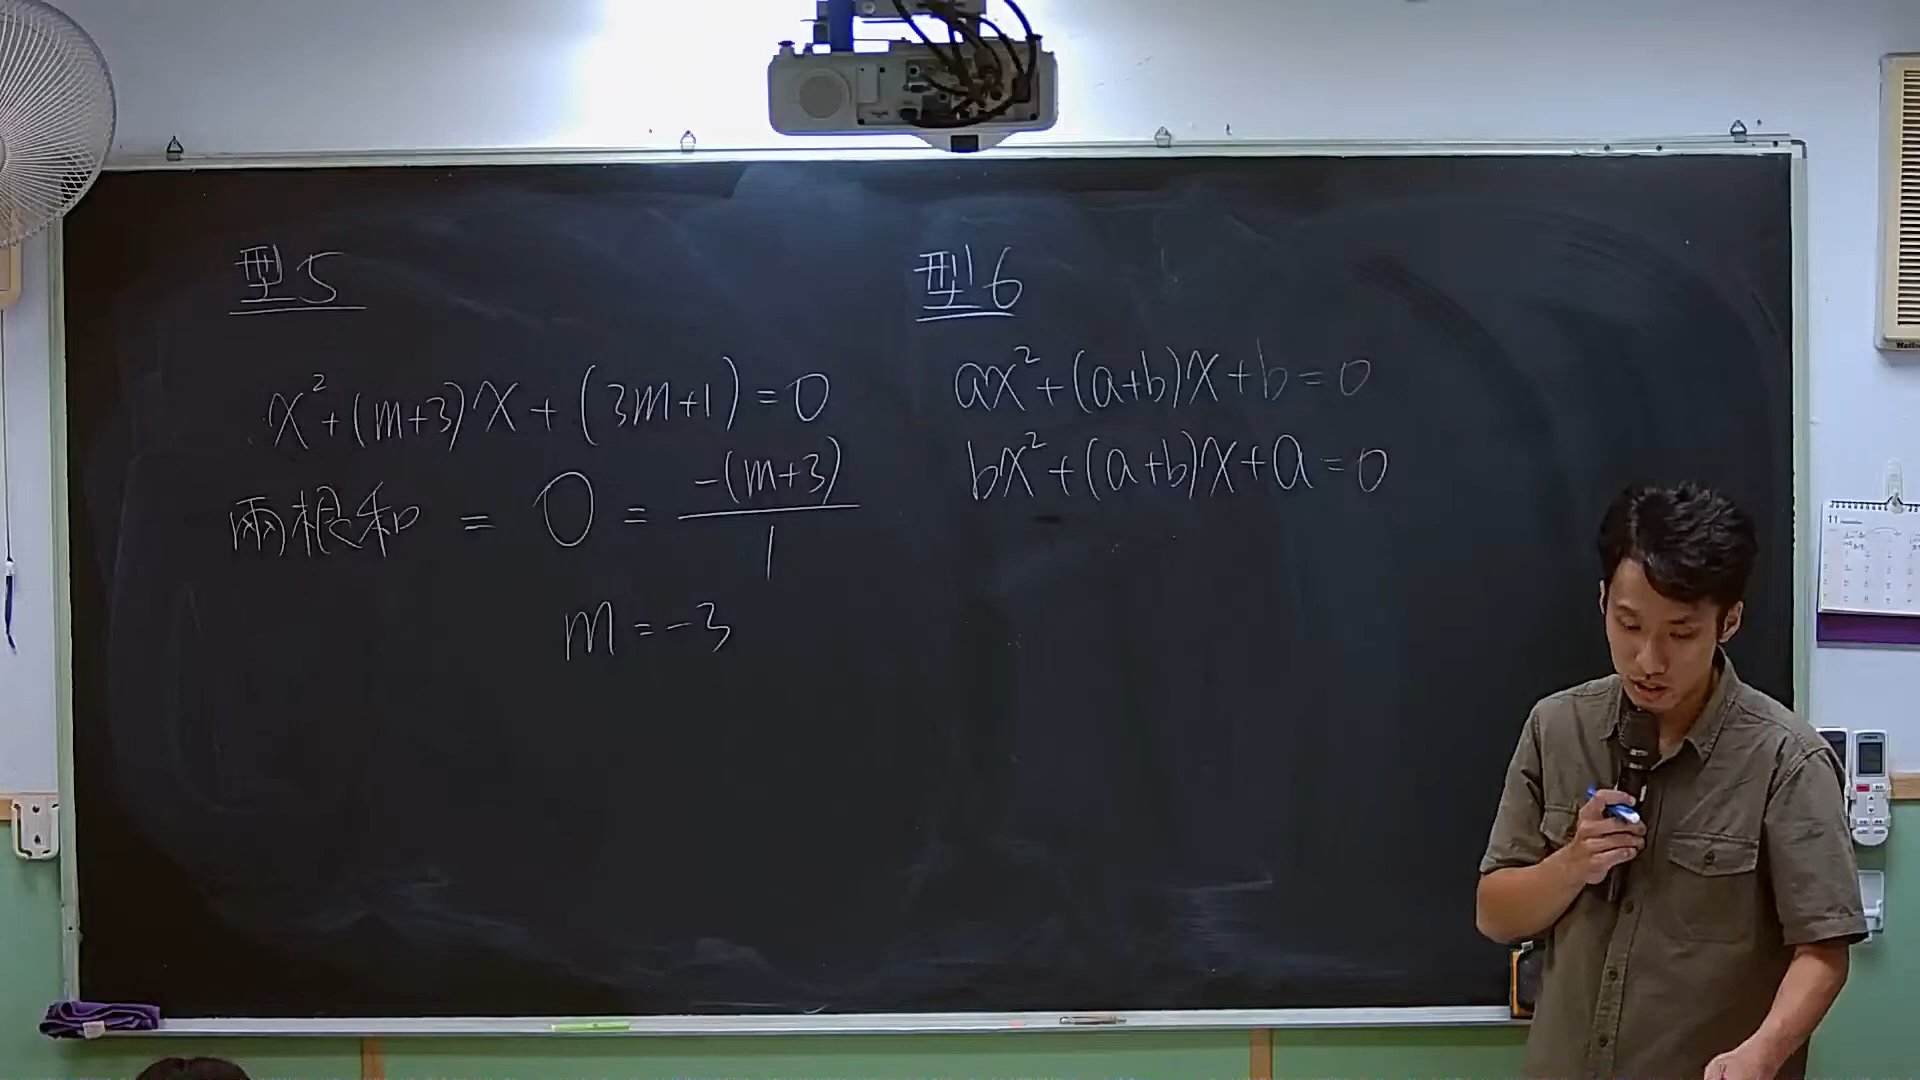 型5
x²+(m+3)x+(3m+1)=0
兩根和 = 0 = -(m+3)/1
m=-3
型6
ax²+(a+b)x+b=0
bx²+(a+b)x+a=0
11